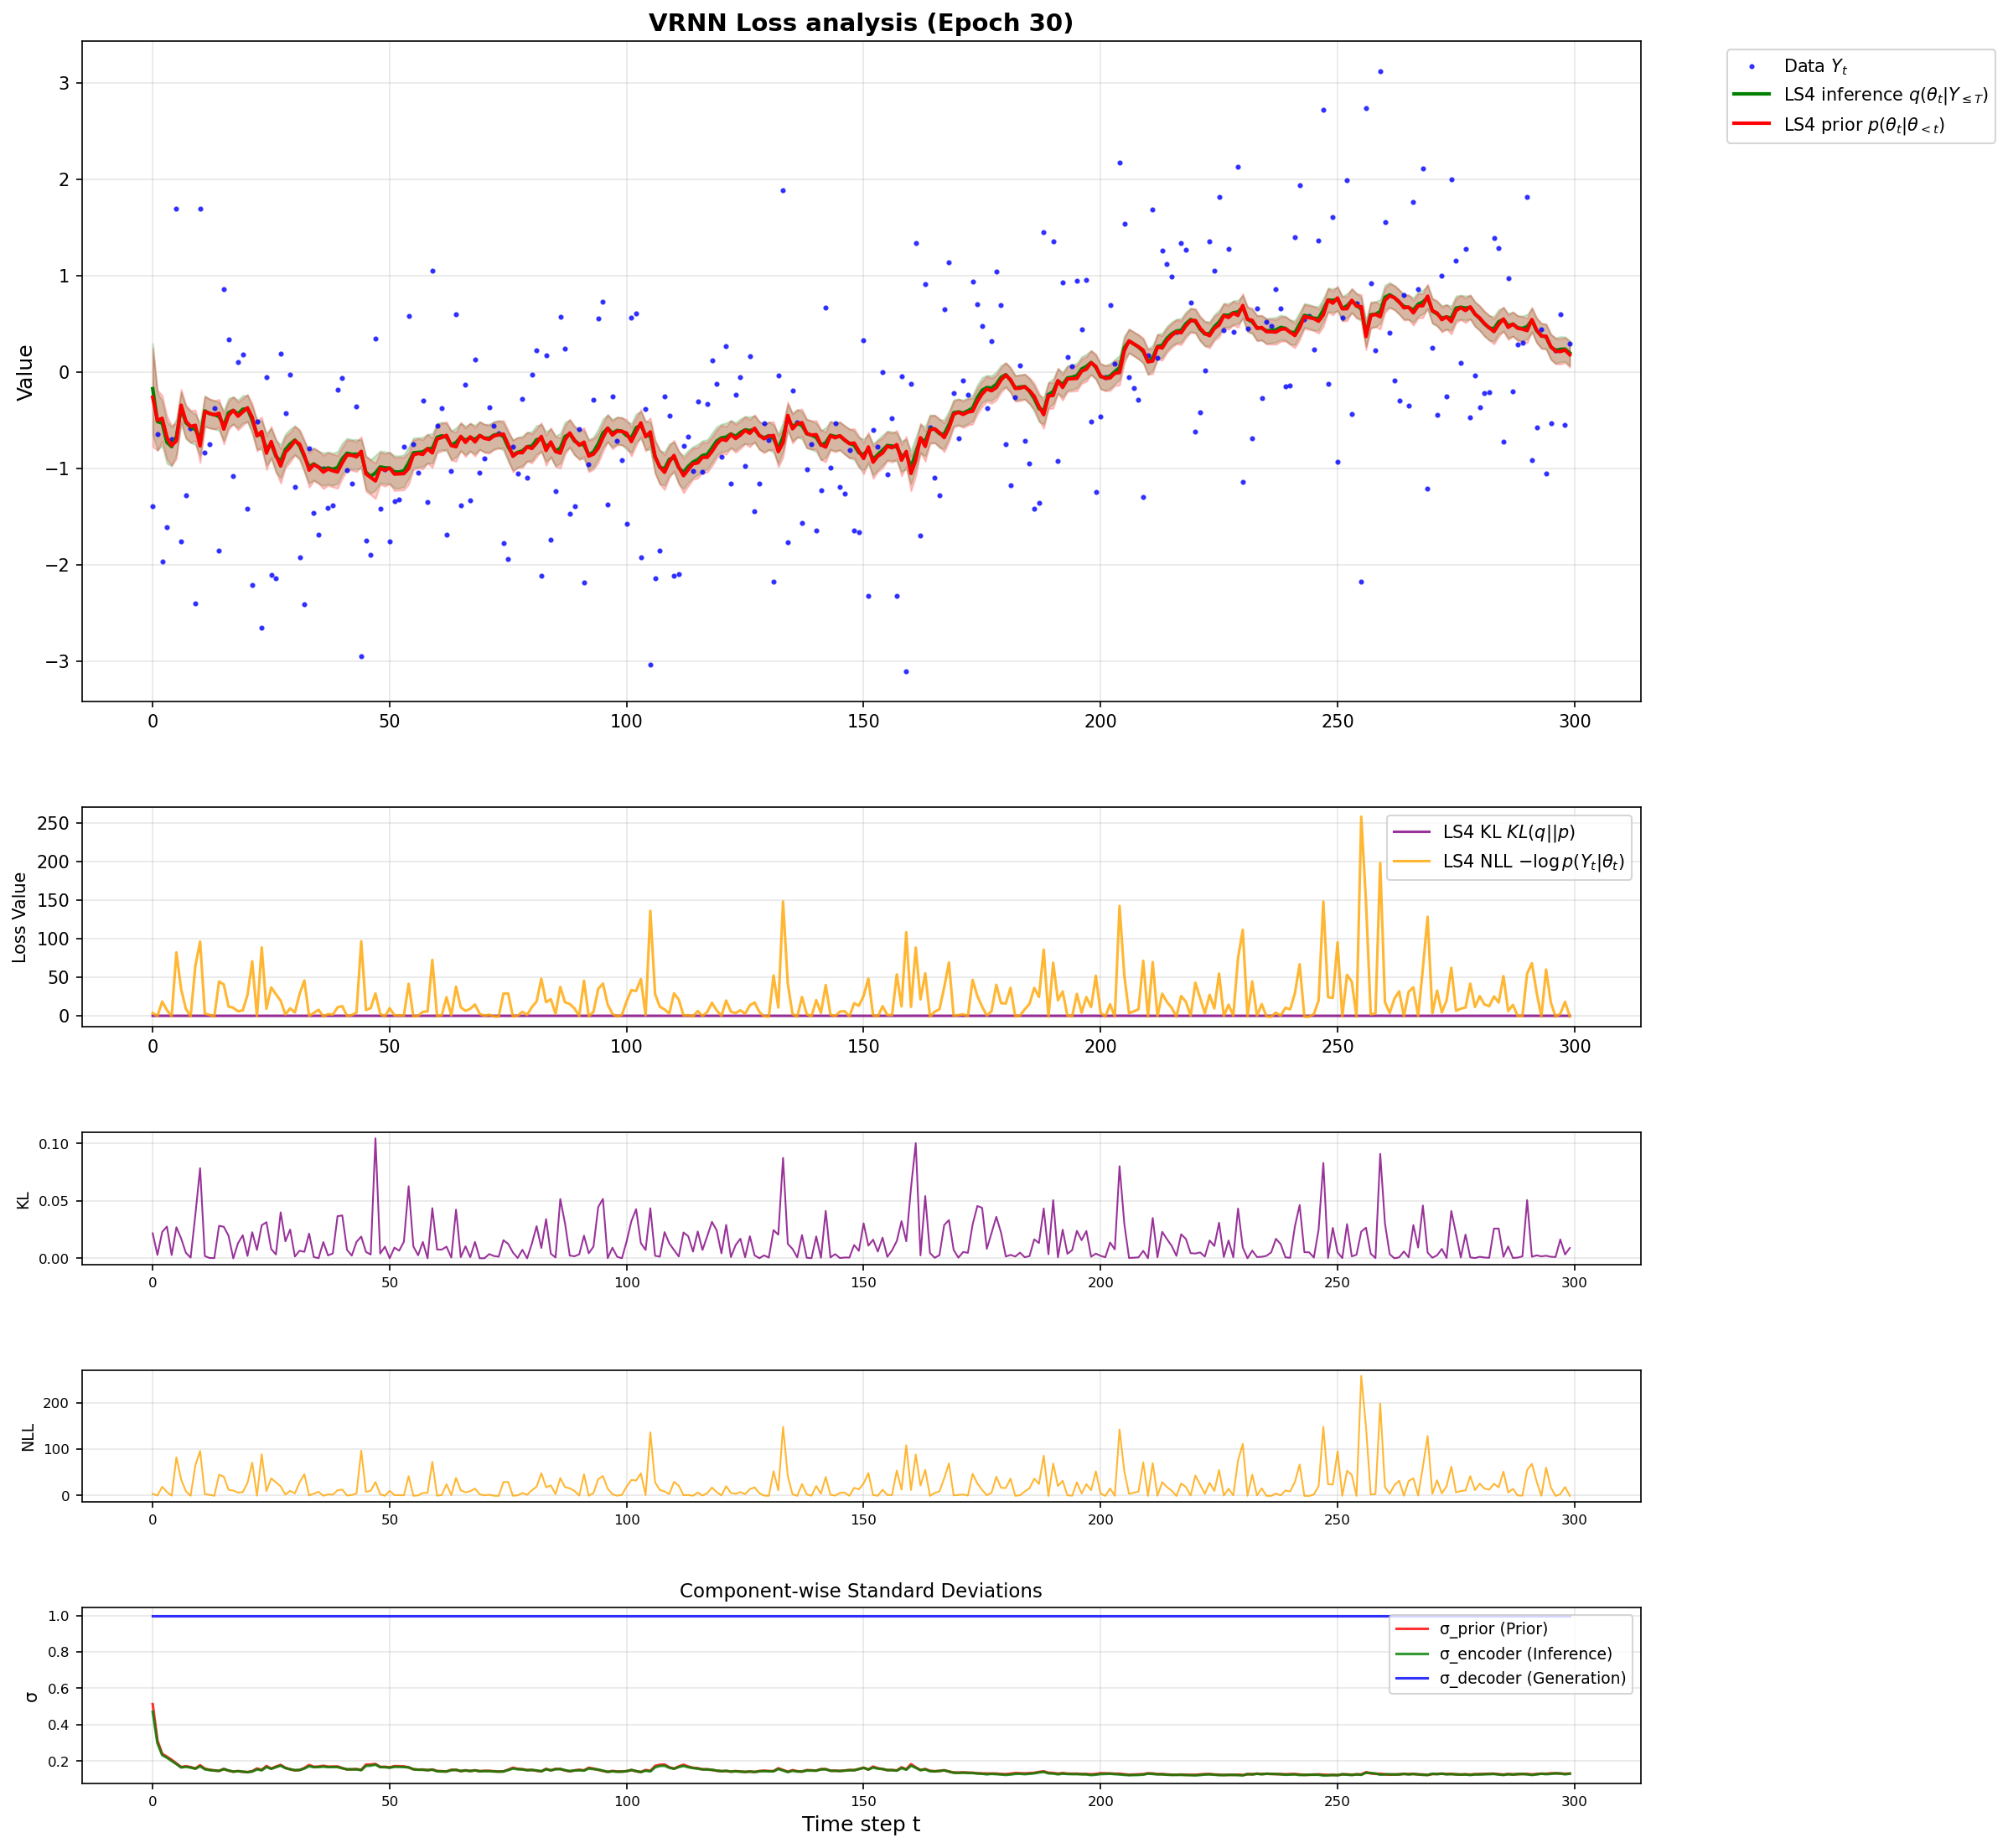 VRNN Loss analysis (Epoch 30)
Value
3
2
1
0
−1
−2
−3
0 50 100 150 200 250 300
Data Y_t
LS4 inference q(θ_t|Y_{≤T})
LS4 prior p(θ_t|θ_{<t})
Loss Value
250
200
150
100
50
0
0 50 100 150 200 250 300
LS4 KL KL(q||p)
LS4 NLL −log p(Y_t|θ_t)
KL
0.10
0.05
0.00
0 50 100 150 200 250 300
NLL
200
100
0
0 50 100 150 200 250 300
Component-wise Standard Deviations
σ
1.0
0.8
0.6
0.4
0.2
σ_prior (Prior)
σ_encoder (Inference)
σ_decoder (Generation)
0 50 100 150 200 250 300
Time step t